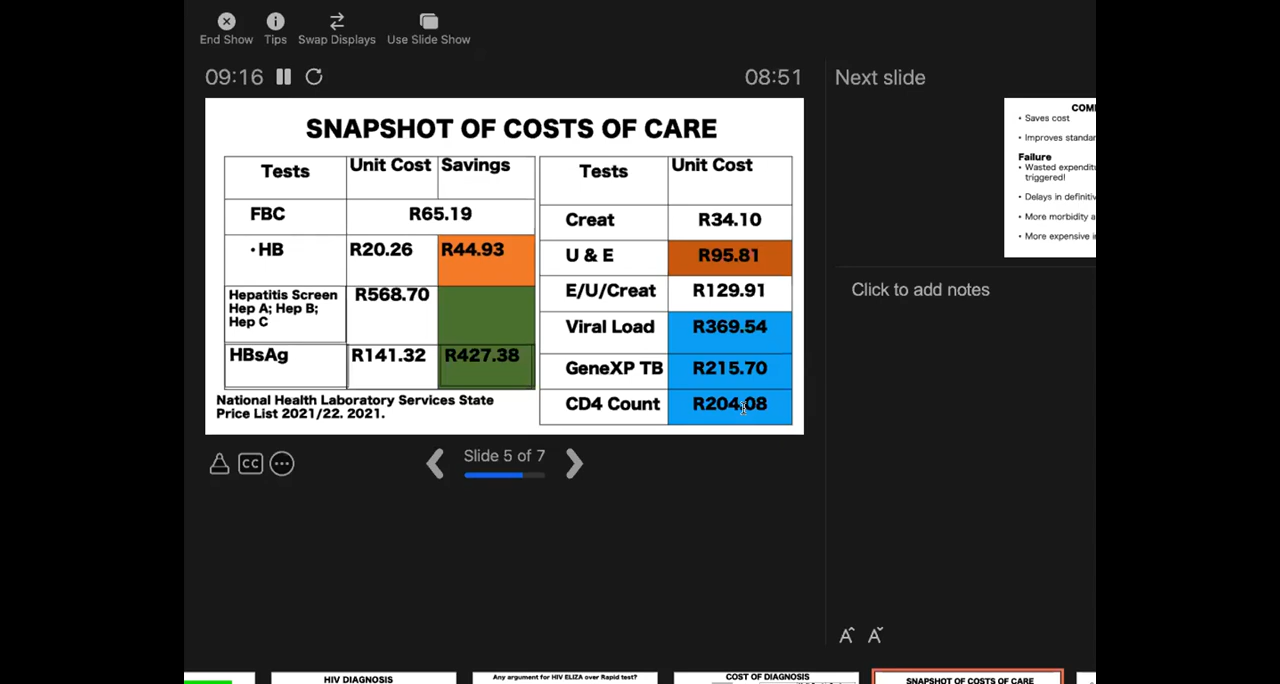 End Show Tips Swap Displays Use Slide Show
09:16 08:51 Next slide
SNAPSHOT OF COSTS OF CARE
Tests Unit Cost Savings
FBC R65.19
•HB R20.26 R44.93
Hepatitis Screen
Hep A; Hep B;
Hep C
R568.70
HBsAg R141.32 R427.38
National Health Laboratory Services State
Price List 2021/22. 2021.
Tests Unit Cost
Creat R34.10
U & E R95.81
E/U/Creat R129.91
Viral Load R369.54
GeneXP TB R215.70
CD4 Count R204.08
• Saves cost
• Improves
Failure
• Wasted
triggered!
• Delays in
• More morbidity
• More expensive
Click to add notes
CC
Slide 5 of 7
A A
HIV DIAGNOSIS
Any argument for HIV ELIZA over Rapid test?
COST OF DIAGNOSIS
SNAPSHOT OF COSTS OF CARE